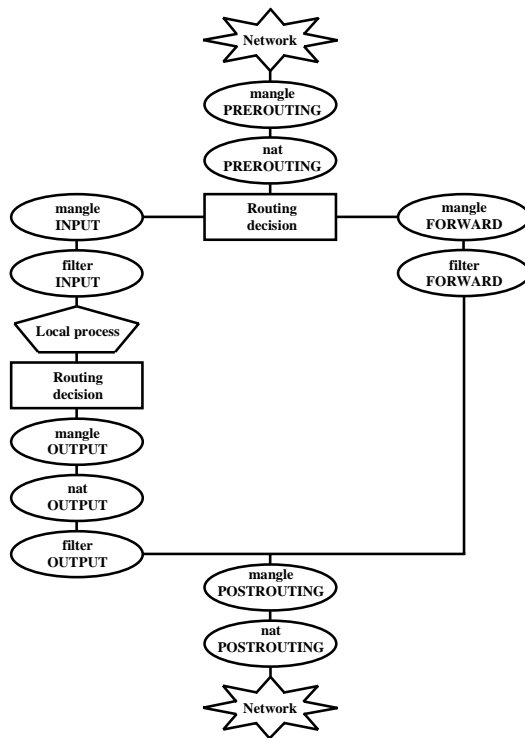 Network
mangle
PREROUTING
nat
PREROUTING
Routing
decision
mangle
INPUT
filter
INPUT
Local process
Routing
decision
mangle
OUTPUT
nat
OUTPUT
filter
OUTPUT
mangle
FORWARD
filter
FORWARD
mangle
POSTROUTING
nat
POSTROUTING
Network